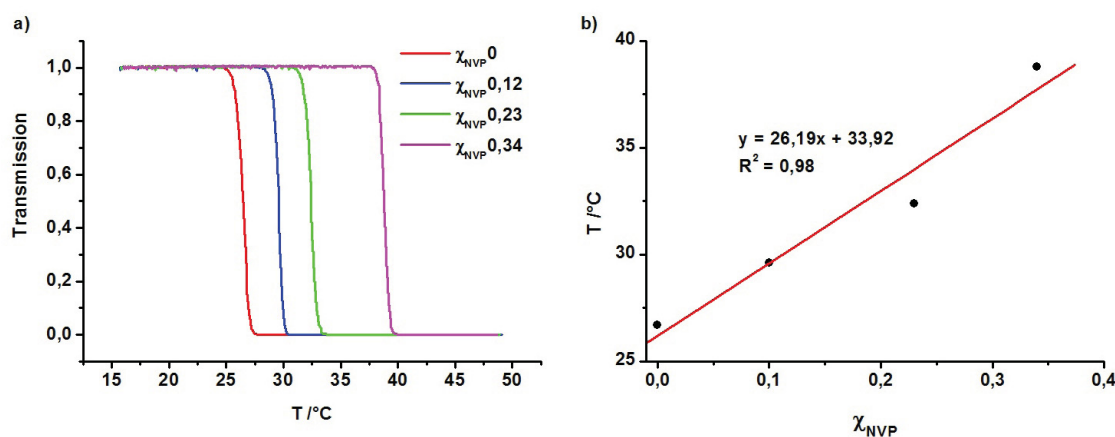 a)
Transmission
1,0
0,8
0,6
0,4
0,2
0,0
χNVP0
χNVP0,12
χNVP0,23
χNVP0,34
15 20 25 30 35 40 45 50
T /°C
b)
T /°C
40
35
30
25
y = 26,19x + 33,92
R² = 0,98
0,0 0,1 0,2 0,3 0,4
χNVP